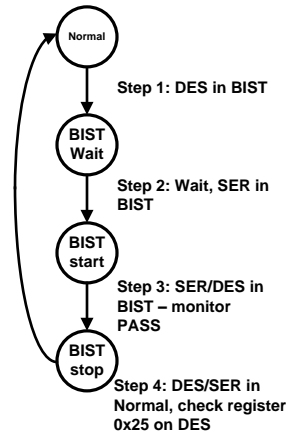 Normal
Step 1: DES in BIST
BIST
Wait
Step 2: Wait, SER in
BIST
BIST
start
Step 3: SER/DES in
BIST – monitor
PASS
BIST
stop
Step 4: DES/SER in
Normal, check register
0x25 on DES